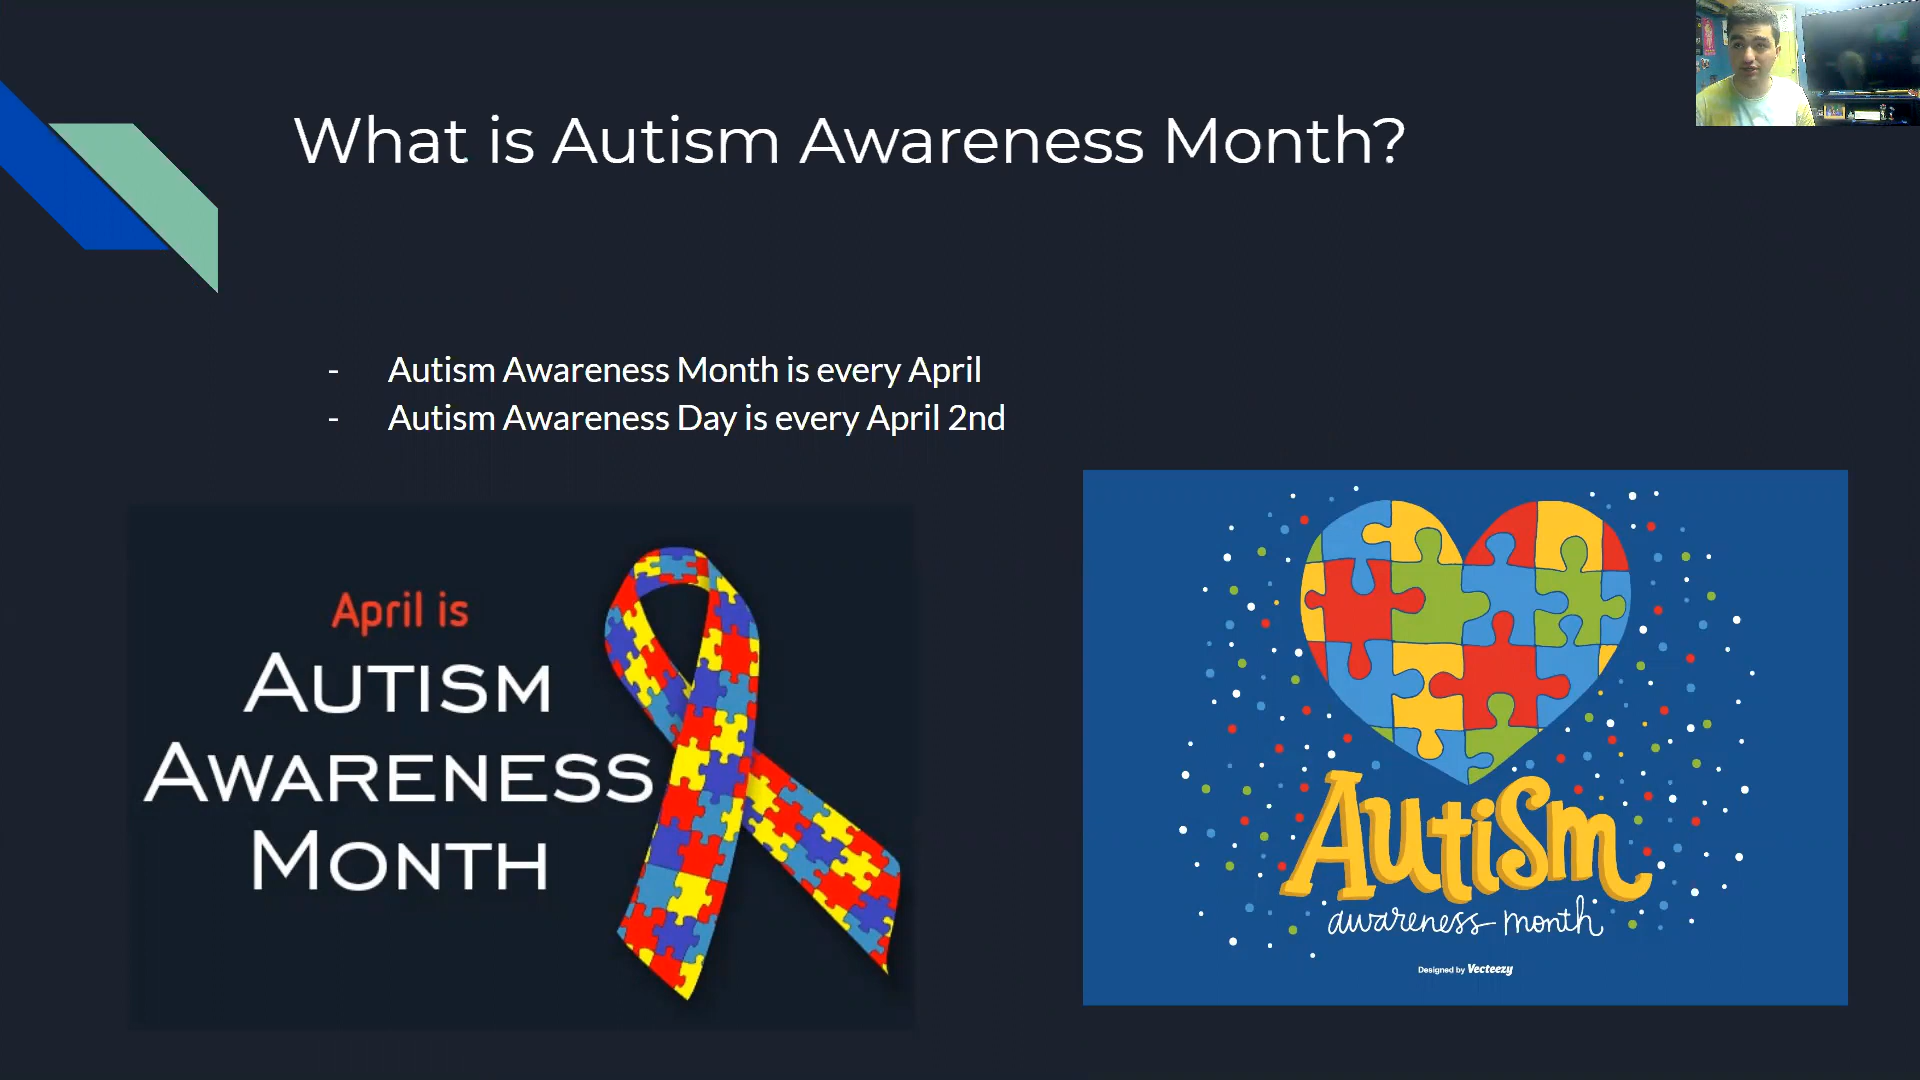 What is Autism Awareness Month?
- Autism Awareness Month is every April
- Autism Awareness Day is every April 2nd
April is
AUTISM
AWARENESS
MONTH
Autism
awareness month
Designed by Vecteezy